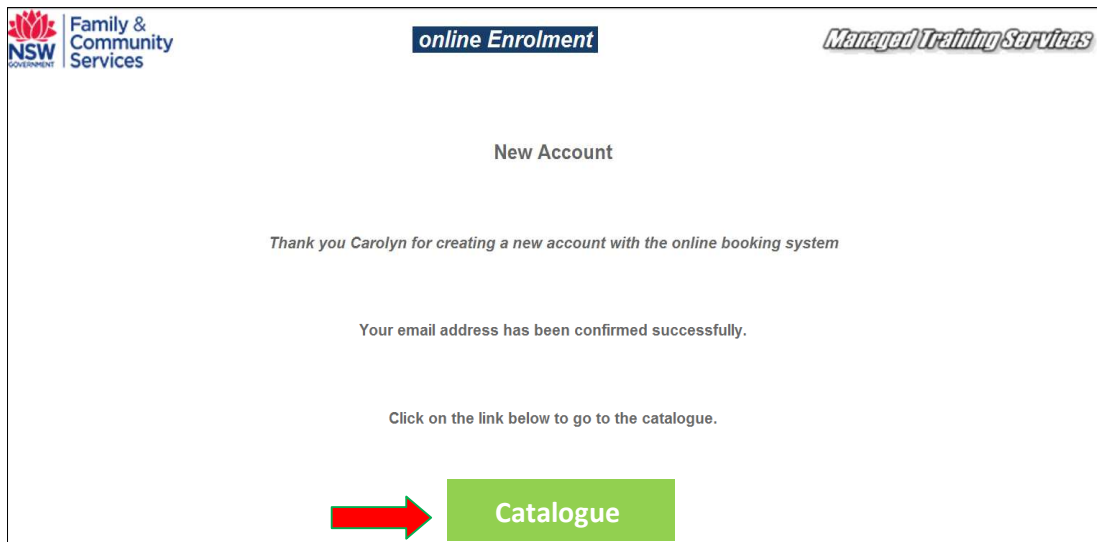 Family &
Community
Services
NSW
GOVERNMENT
online Enrolment
Managed Training Services
New Account
Thank you Carolyn for creating a new account with the online booking system
Your email address has been confirmed successfully.
Click on the link below to go to the catalogue.
Catalogue